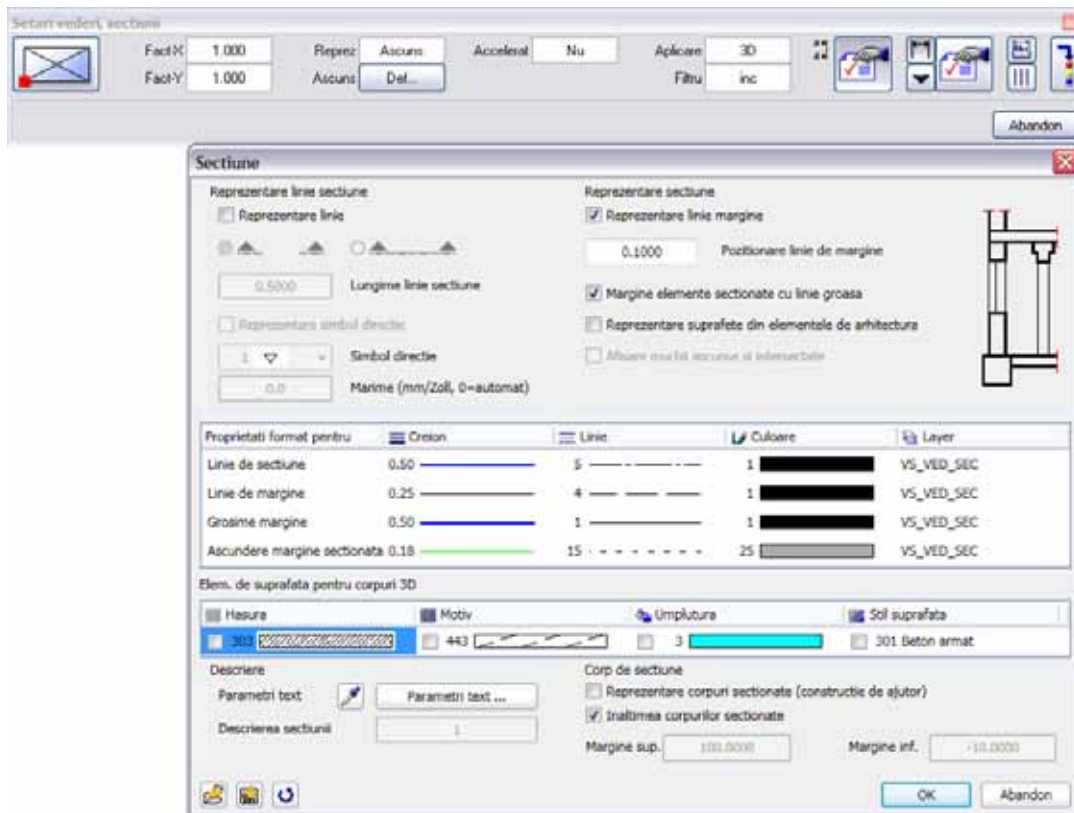 Setari vederi, sectiuni
Fact-X 1.000 Reprez Ascuns Accelerat Nu Aplicare 3D
Fact-Y 1.000 Ascuns Def... Filtru inc
Abandon
Sectiune
Reprezentare linie sectiune Reprezentare sectiune
Reprezentare linie Reprezentare linie margine
0.1000 Pozitionare linie de margine
0.5000 Lungime linie sectiune Margine elemente sectionate cu linie groasa
Reprezentare simbol directie Reprezentare suprafete din elementele de arhitectura
1 Simbol directie Afisare muchii ascunse si intersectate
0.0 Marime (mm/Zoll, 0=automat)
Proprietati format pentru Creion Linie Culoare Layer
Linie de sectiune 0.50 5 1 VS_VED_SEC
Linie de margine 0.25 4 1 VS_VED_SEC
Grosime margine 0.50 1 1 VS_VED_SEC
Ascundere margine sectionata 0.18 15 25 VS_VED_SEC
Elem. de suprafata pentru corpuri 3D
Hasura Motiv Umplutura Stil suprafata
303 443 3 301 Beton armat
Descriere Corp de sectiune
Parametri text Parametri text ... Reprezentare corpuri sectionate (constructie de ajutor)
Descrierea sectiunii 1 Inaltimea corpurilor sectionate
Margine sup. 100.0000 Margine inf. -10.0000
OK Abandon